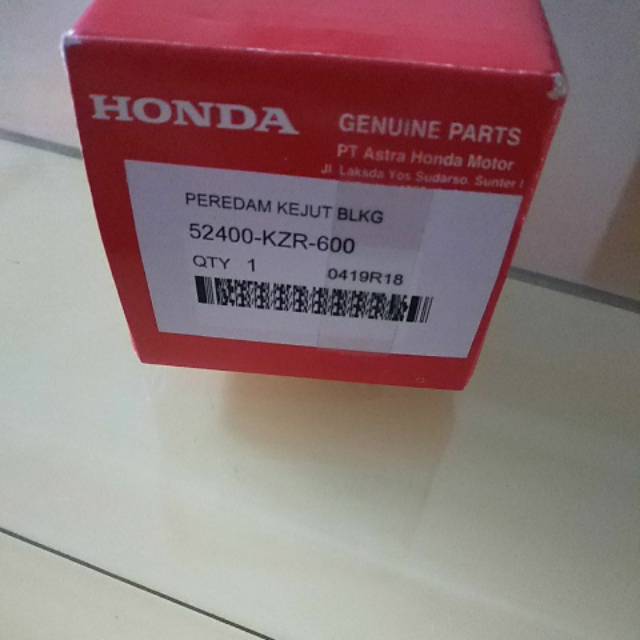 HONDA
GENUINE PARTS
PT Astra Honda Motor
Jl. Laksda Yos Sudarso. Sunter
PEREDAM KEJUT BLKG
52400-KZR-600
QTY 1
0419R18